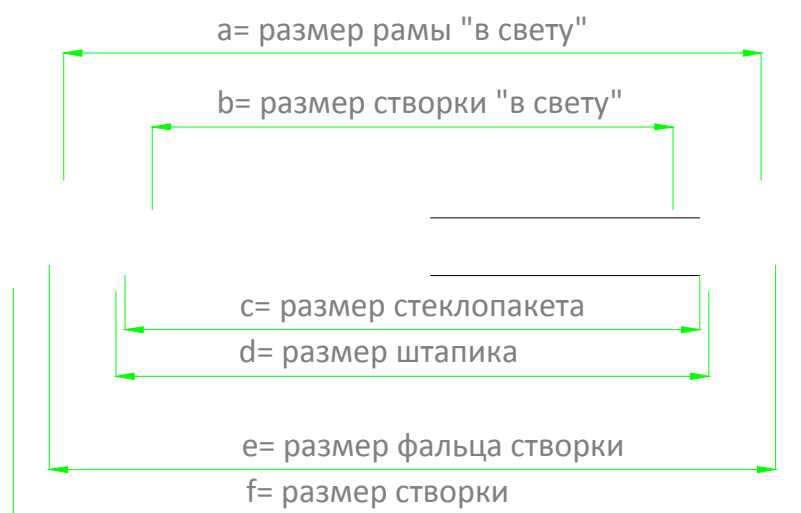 a= размер рамы "в свету"
b= размер створки "в свету"
c= размер стеклопакета
d= размер штапика
e= размер фальца створки
f= размер створки